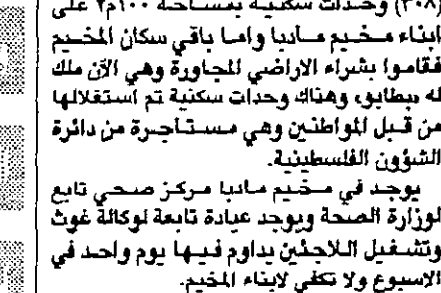 (٣٠٨) وحدات سكنية بمساحة ١٠٠م٢ على
ابناء مخيم مادبا واما باقي سكان المخيم
فقاموا بشراء الاراضي المجاورة وهي الآن ملك
له «بطابو» وهناك وحدات سكنية تم استغلالها
من قبل المواطنين وهي مستأجرة من دائرة
الشؤون الفلسطينية.
يوجد في مخيم مادبا مركز صحي تابع
لوزارة الصحة ويوجد عيادة تابعة لوكالة غوث
وتشغيل اللاجئين يداوم فيها يوم واحد في
الاسبوع ولا تكفي لابناء المخيم.